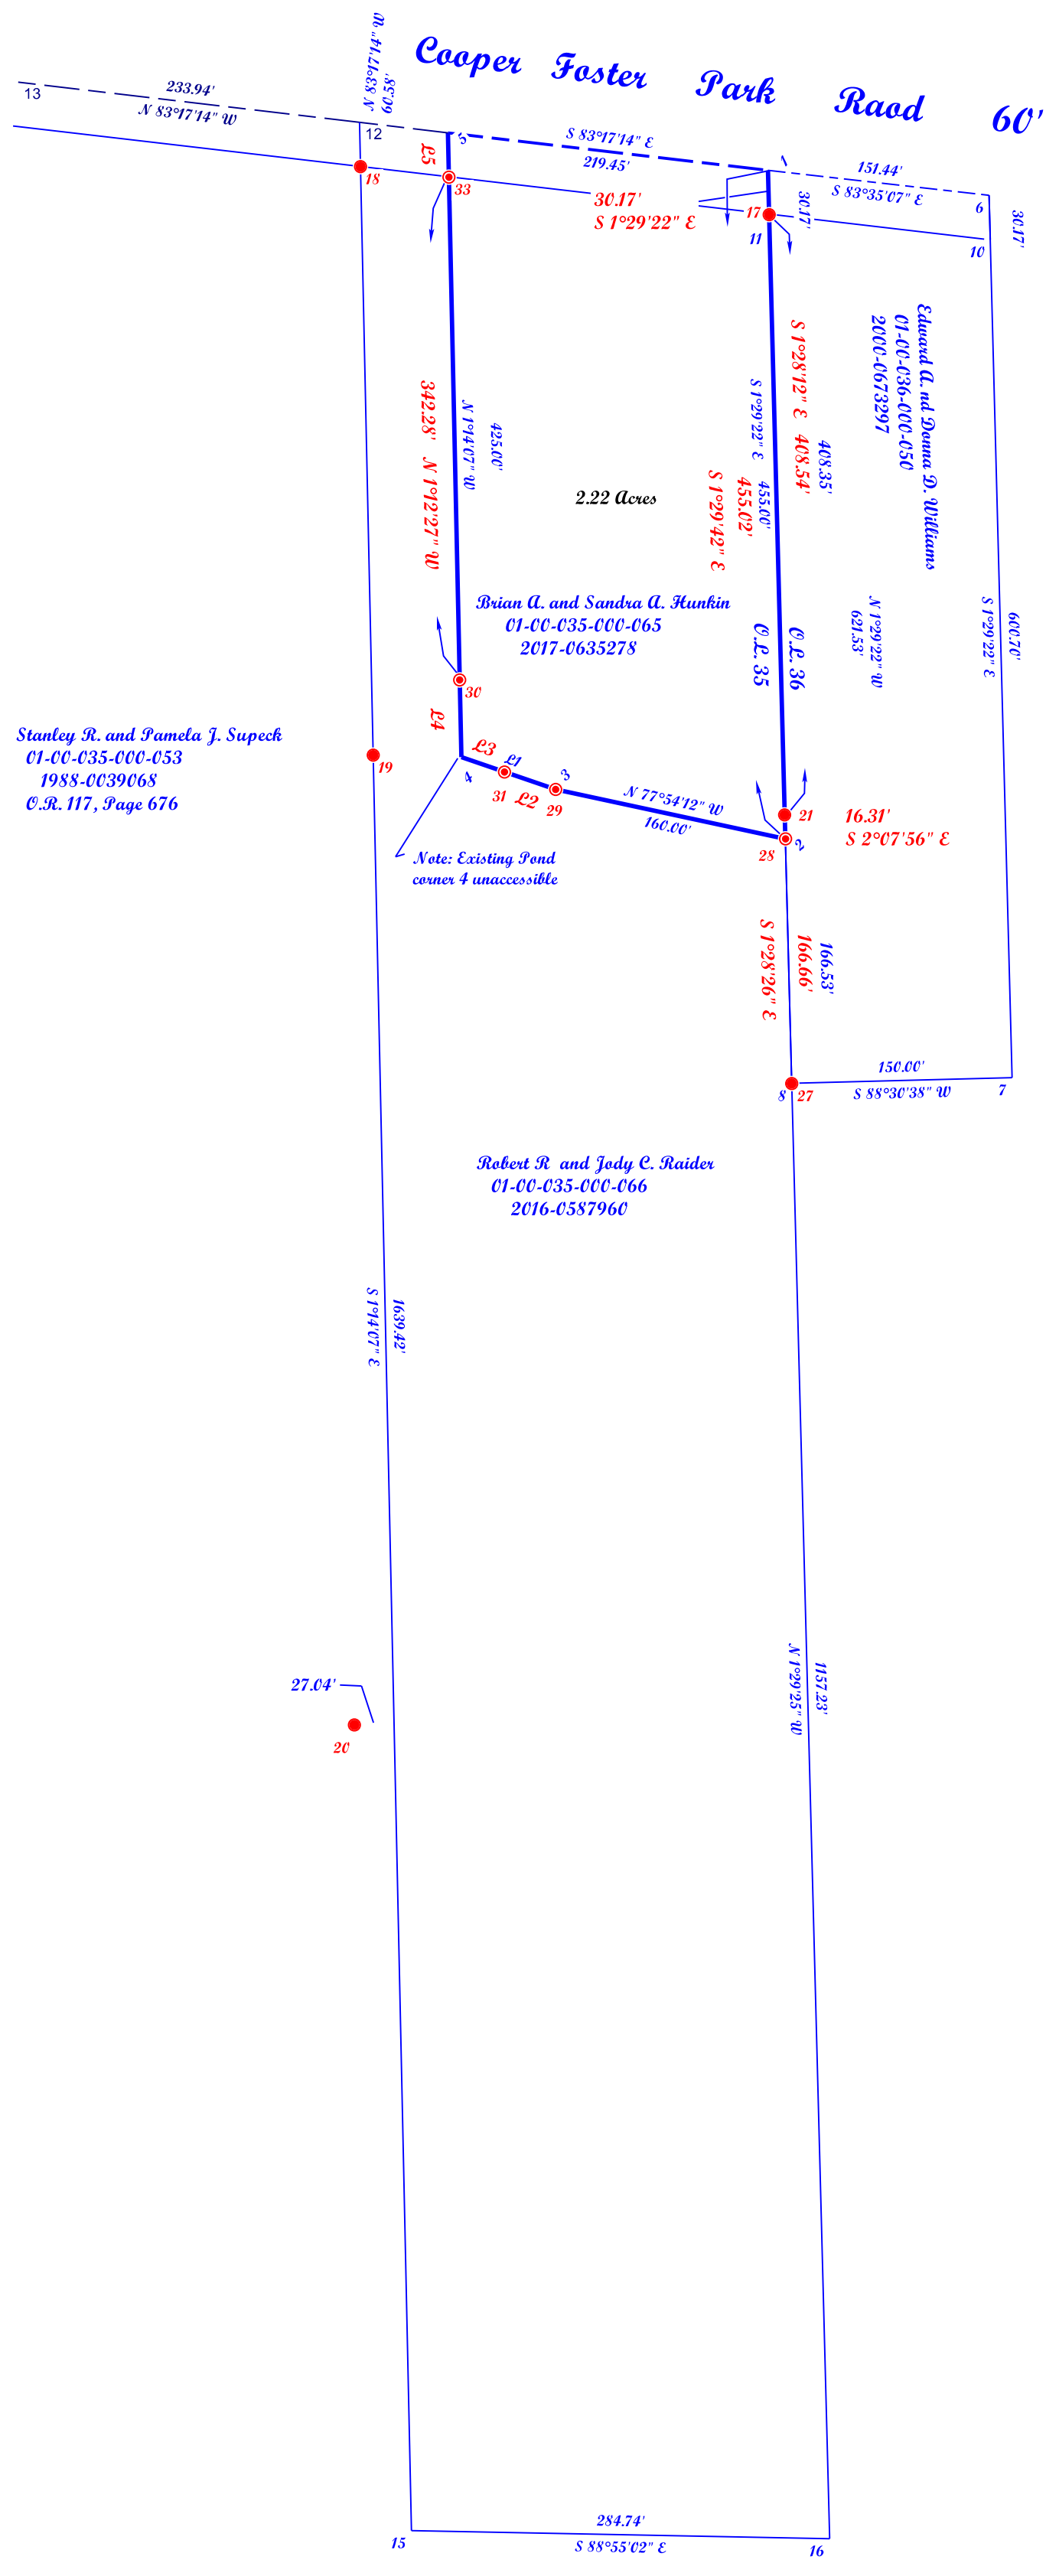 Cooper Foster Park Raod 60'
N 83°17'14" W
60.58'
233.94'
N 83°17'14" W
13
12
5
S 83°17'14" E
219.45'
1
151.44'
S 83°35'07" E
6
18
L5
33
30.17'
S 1°29'22" E
17
30.17'
11
30.17'
10
Edward A. nd Donna D. Williams
01-00-036-000-050
2000-0673297
342.28' N 1°12'27" W
N 1°14'07" W
425.00'
2.22 Acres
S 1°28'12" E 408.54'
408.35'
S 1°29'22" E 455.00'
455.02'
S 1°29'42" E
Brian A. and Sandra A. Hunkin
01-00-035-000-065
2017-0635278
O.L. 35
O.L. 36
N 1°29'22" W
621.53'
S 1°29'22" E
600.70'
30
L4
Stanley R. and Pamela J. Supeck
01-00-035-000-053
1988-0039068
O.R. 117, Page 676
19
4
L3
L1
31
L2
29
3
N 77°54'12" W
160.00'
21
28
2
16.31'
S 2°07'56" E
Note: Existing Pond
corner 4 unaccessible
S 1°28'26" E
166.66'
166.53'
150.00'
S 88°30'38" W
8
27
7
Robert R and Jody C. Raider
01-00-035-000-066
2016-0587960
S 1°14'07" E
1639.42'
27.04'
20
N 1°29'25" W
1157.23'
284.74'
S 88°55'02" E
15
16